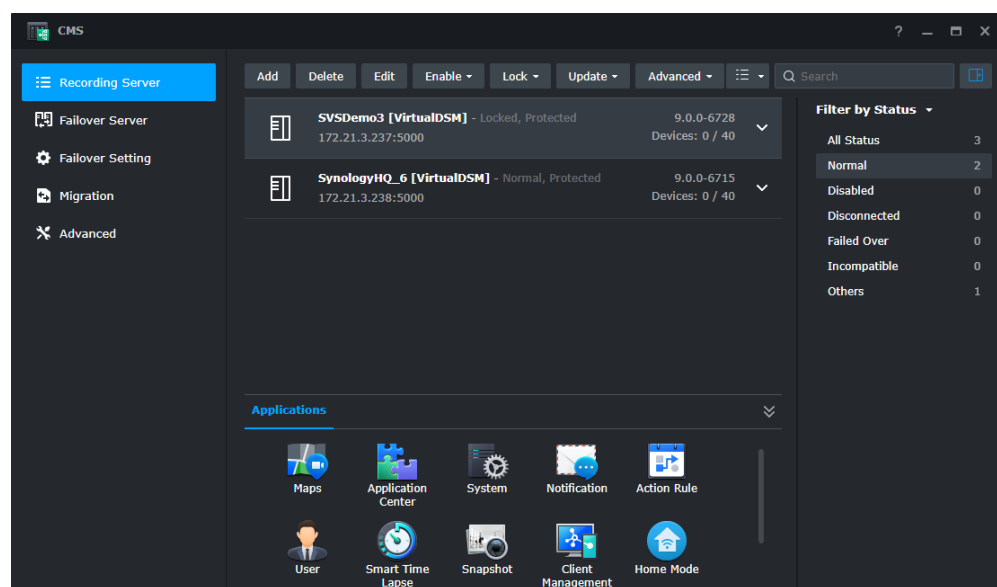 CMS
?
Recording Server
Failover Server
Failover Setting
Migration
Advanced
Add Delete Edit Enable Lock Update Advanced Search
SVSDemo3 [VirtualDSM] - Locked, Protected 9.0.0-6728
172.21.3.237:5000 Devices: 0 / 40
SynologyHQ_6 [VirtualDSM] - Normal, Protected 9.0.0-6715
172.21.3.238:5000 Devices: 0 / 40
Filter by Status
All Status 3
Normal 2
Disabled 0
Disconnected 0
Failed Over 0
Incompatible 0
Others 1
Applications
Maps
Application
Center
System
Notification
Action Rule
User
Smart Time
Lapse
Snapshot
Client
Management
Home Mode